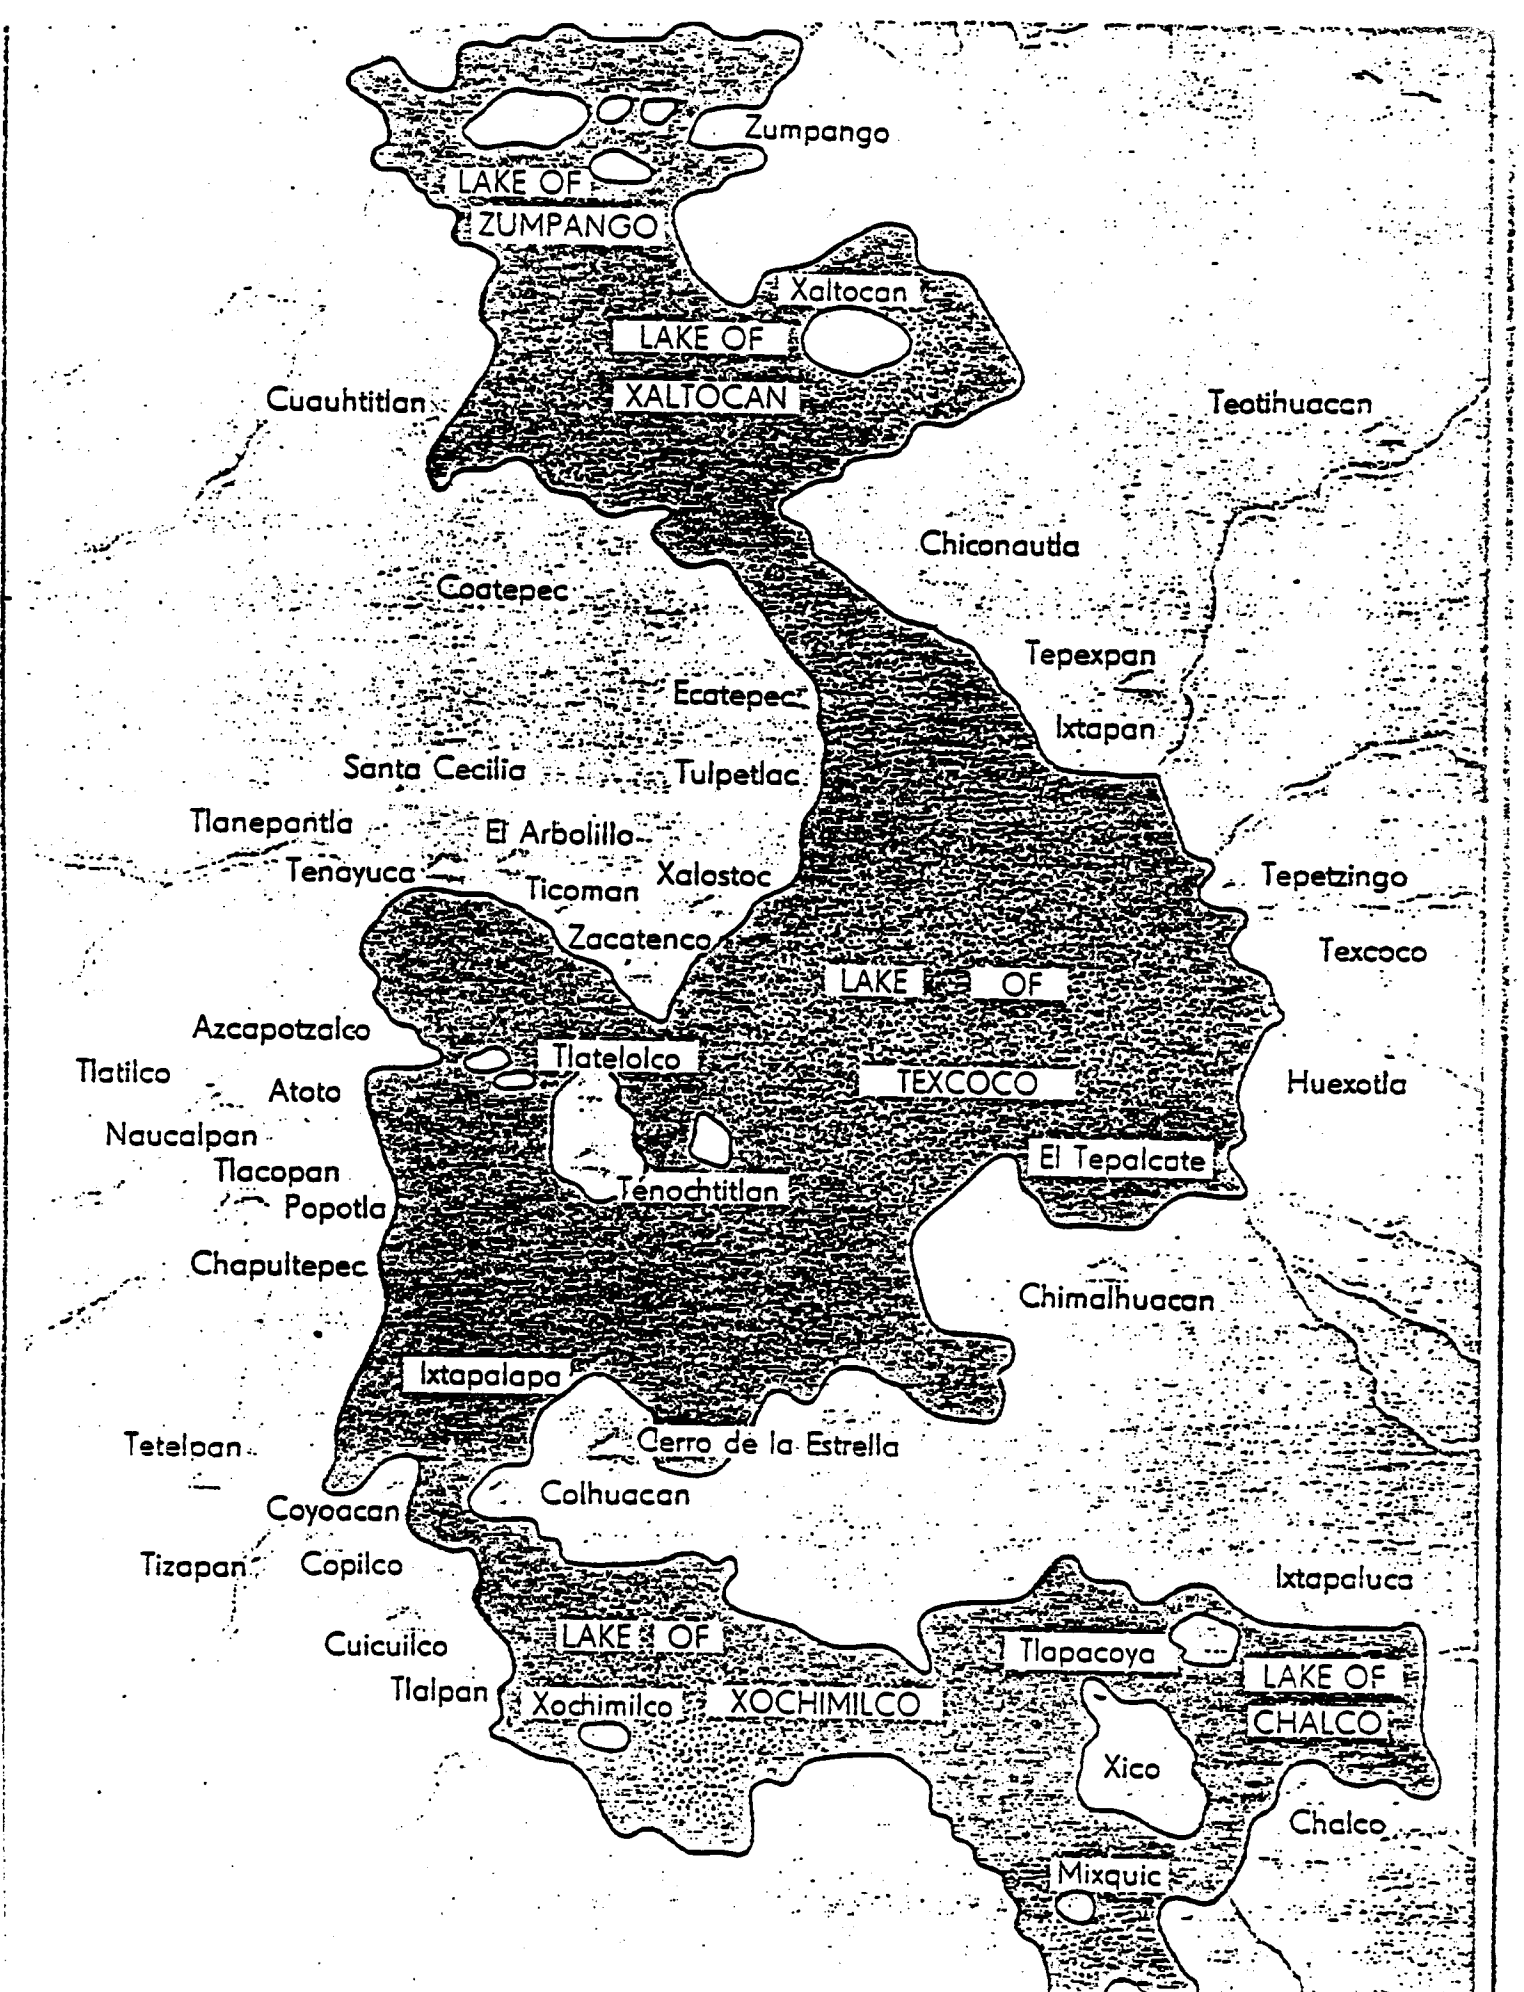 Zumpango
LAKE OF
ZUMPANGO
Xaltocan
LAKE OF
XALTOCAN
Cuauhtitlan
Teotihuacan
Chiconautla
Coatepec
Tepexpan
Ecatepec
Ixtapan
Santa Cecilia
Tulpetlac
Tlanepantla
El Arbolillo
Tenayuca
Ticoman
Xalostoc
Tepetzingo
Zacatenco
Texcoco
LAKE OF
Azcapotzalco
Tlatelolco
Tlatilco
Atoto
TEXCOCO
Huexotla
Naucalpan
El Tepalcate
Tlacopan
Tenochtitlan
Popotla
Chapultepec
Chimalhuacan
Ixtapalapa
Tetelpan
Cerro de la Estrella
Colhuacan
Coyoacan
Tizapan
Copilco
Ixtapaluca
LAKE OF
Cuicuilco
Tlapacoya
LAKE OF
Tlalpan
Xochimilco
XOCHIMILCO
CHALCO
Xico
Chalco
Mixquic